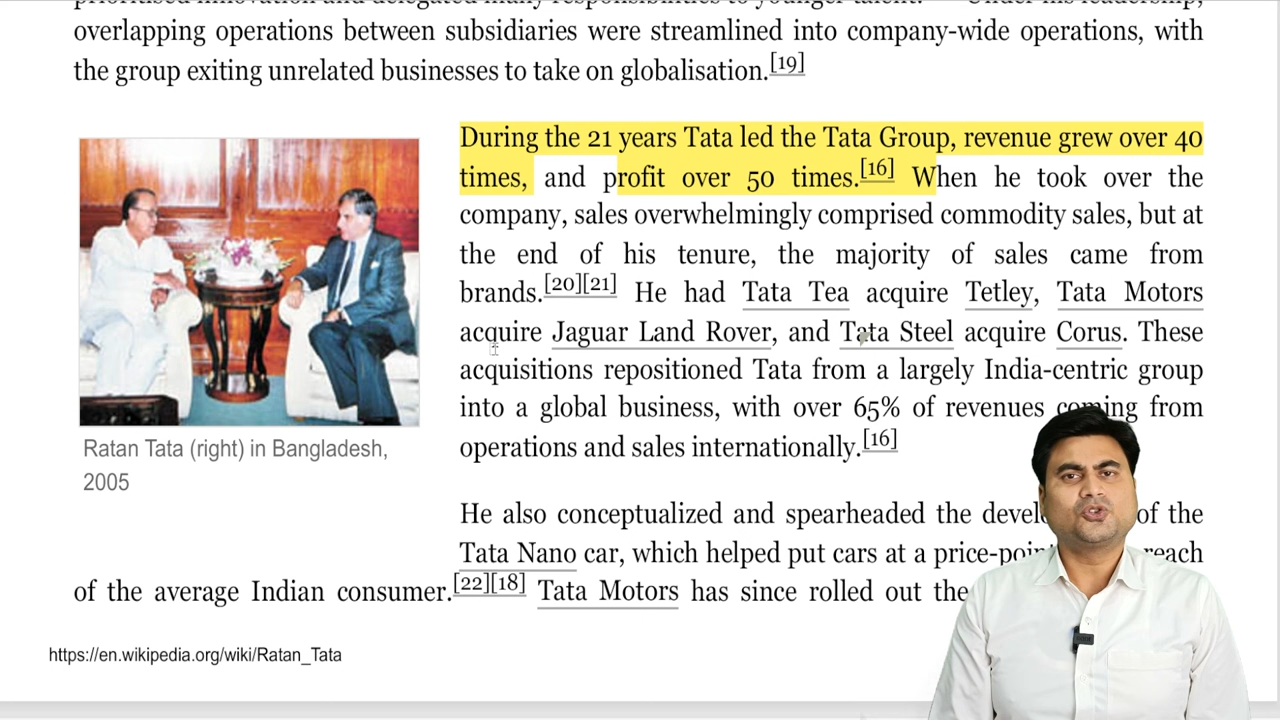 overlapping operations between subsidiaries were streamlined into company-wide operations, with
the group exiting unrelated businesses to take on globalisation.[19]
During the 21 years Tata led the Tata Group, revenue grew over 40
times, and profit over 50 times.[16] When he took over the
company, sales overwhelmingly comprised commodity sales, but at
the end of his tenure, the majority of sales came from
brands.[20][21] He had Tata Tea acquire Tetley, Tata Motors
acquire Jaguar Land Rover, and Tata Steel acquire Corus. These
acquisitions repositioned Tata from a largely India-centric group
into a global business, with over 65% of revenues coming from
operations and sales internationally.[16]
Ratan Tata (right) in Bangladesh,
2005
He also conceptualized and spearheaded the of the
Tata Nano car, which helped put cars at a reach
of the average Indian consumer.[22][18] Tata Motors has since rolled out the
https://en.wikipedia.org/wiki/Ratan_Tata